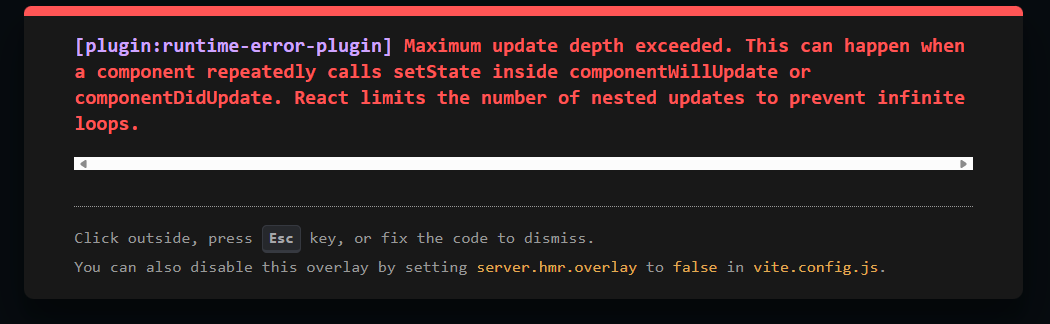 [plugin:runtime-error-plugin] Maximum update depth exceeded. This can happen when
a component repeatedly calls setState inside componentWillUpdate or
componentDidUpdate. React limits the number of nested updates to prevent infinite
loops.
Click outside, press Esc key, or fix the code to dismiss.
You can also disable this overlay by setting server.hmr.overlay to false in vite.config.js.